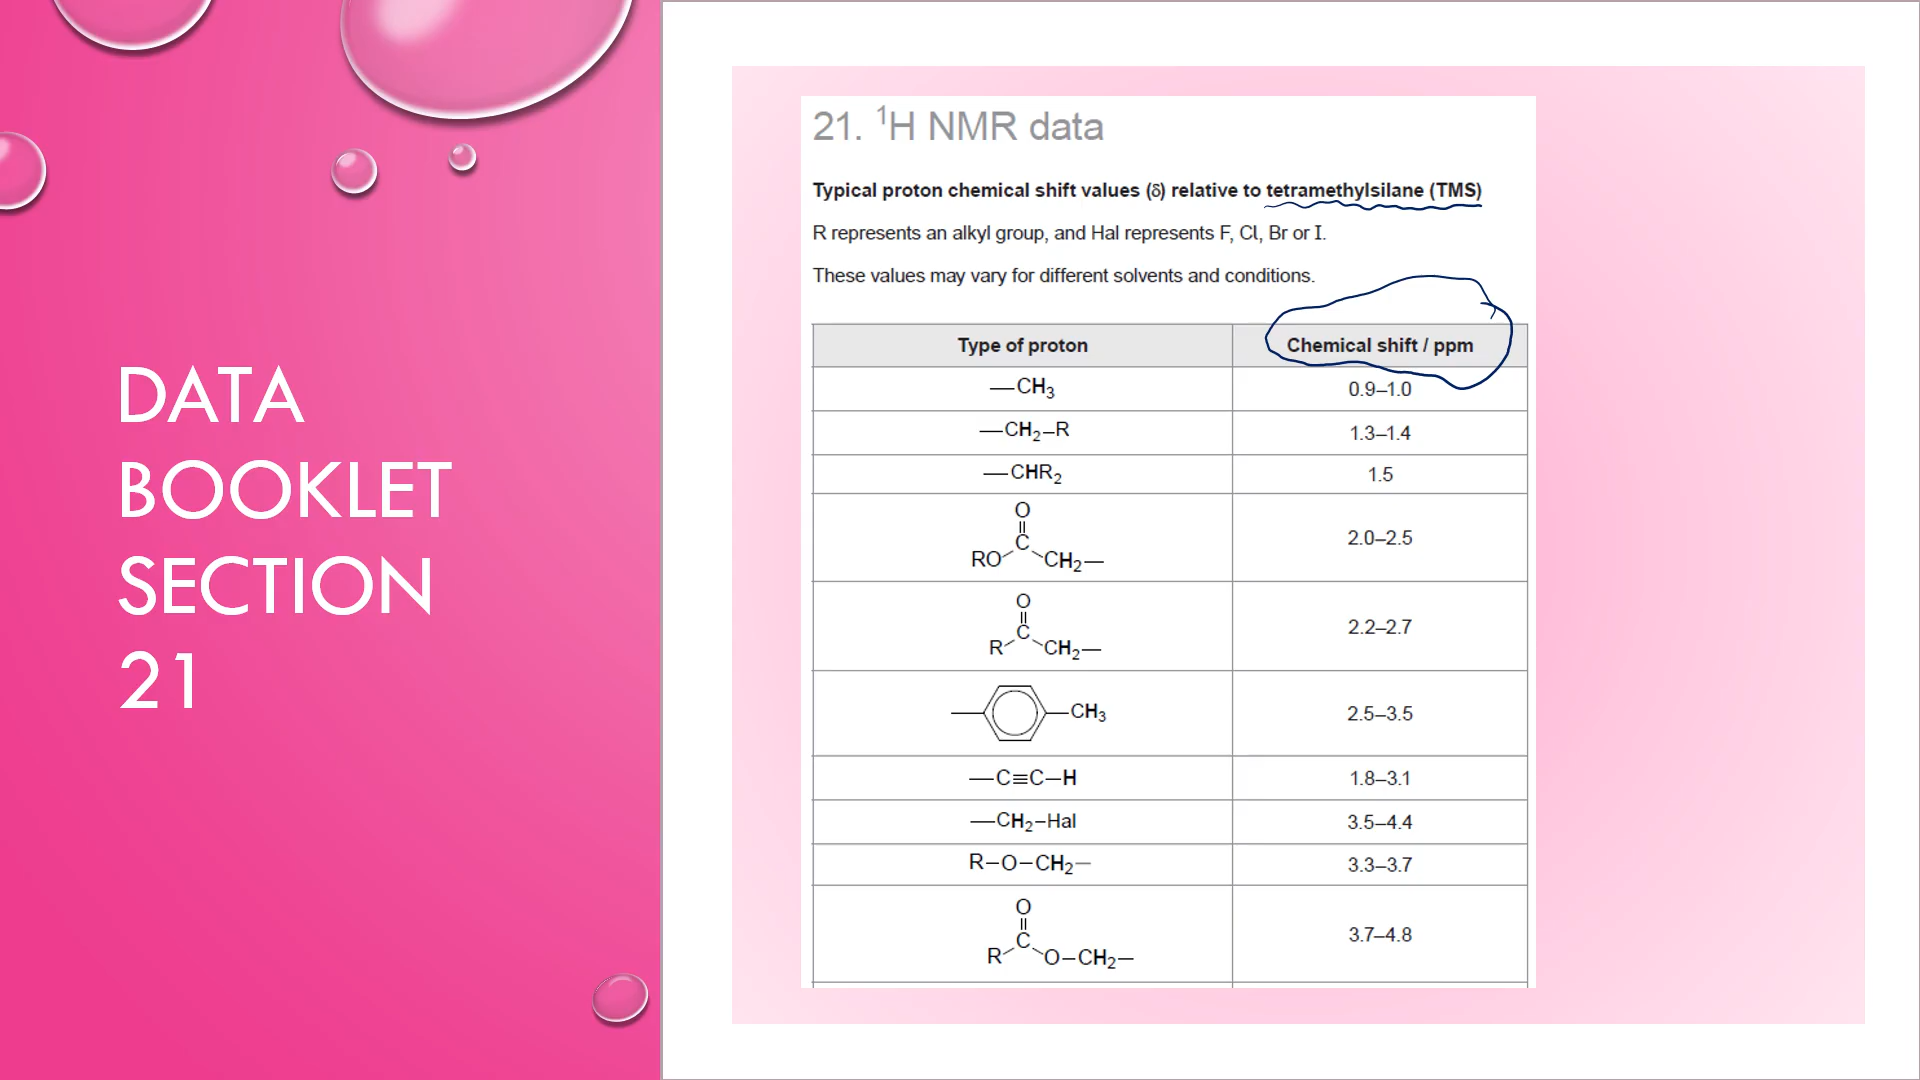 DATA
BOOKLET
SECTION
21
21. ¹H NMR data
Typical proton chemical shift values (δ) relative to tetramethylsilane (TMS)
R represents an alkyl group, and Hal represents F, Cl, Br or I.
These values may vary for different solvents and conditions.
Type of proton Chemical shift / ppm
—CH₃ 0.9–1.0
—CH₂–R 1.3–1.4
—CHR₂ 1.5
O
C
RO CH₂— 2.0–2.5
O
C
R CH₂— 2.2–2.7
—CH₃ 2.5–3.5
—C≡C–H 1.8–3.1
—CH₂–Hal 3.5–4.4
R–O–CH₂– 3.3–3.7
O
C
R O–CH₂— 3.7–4.8